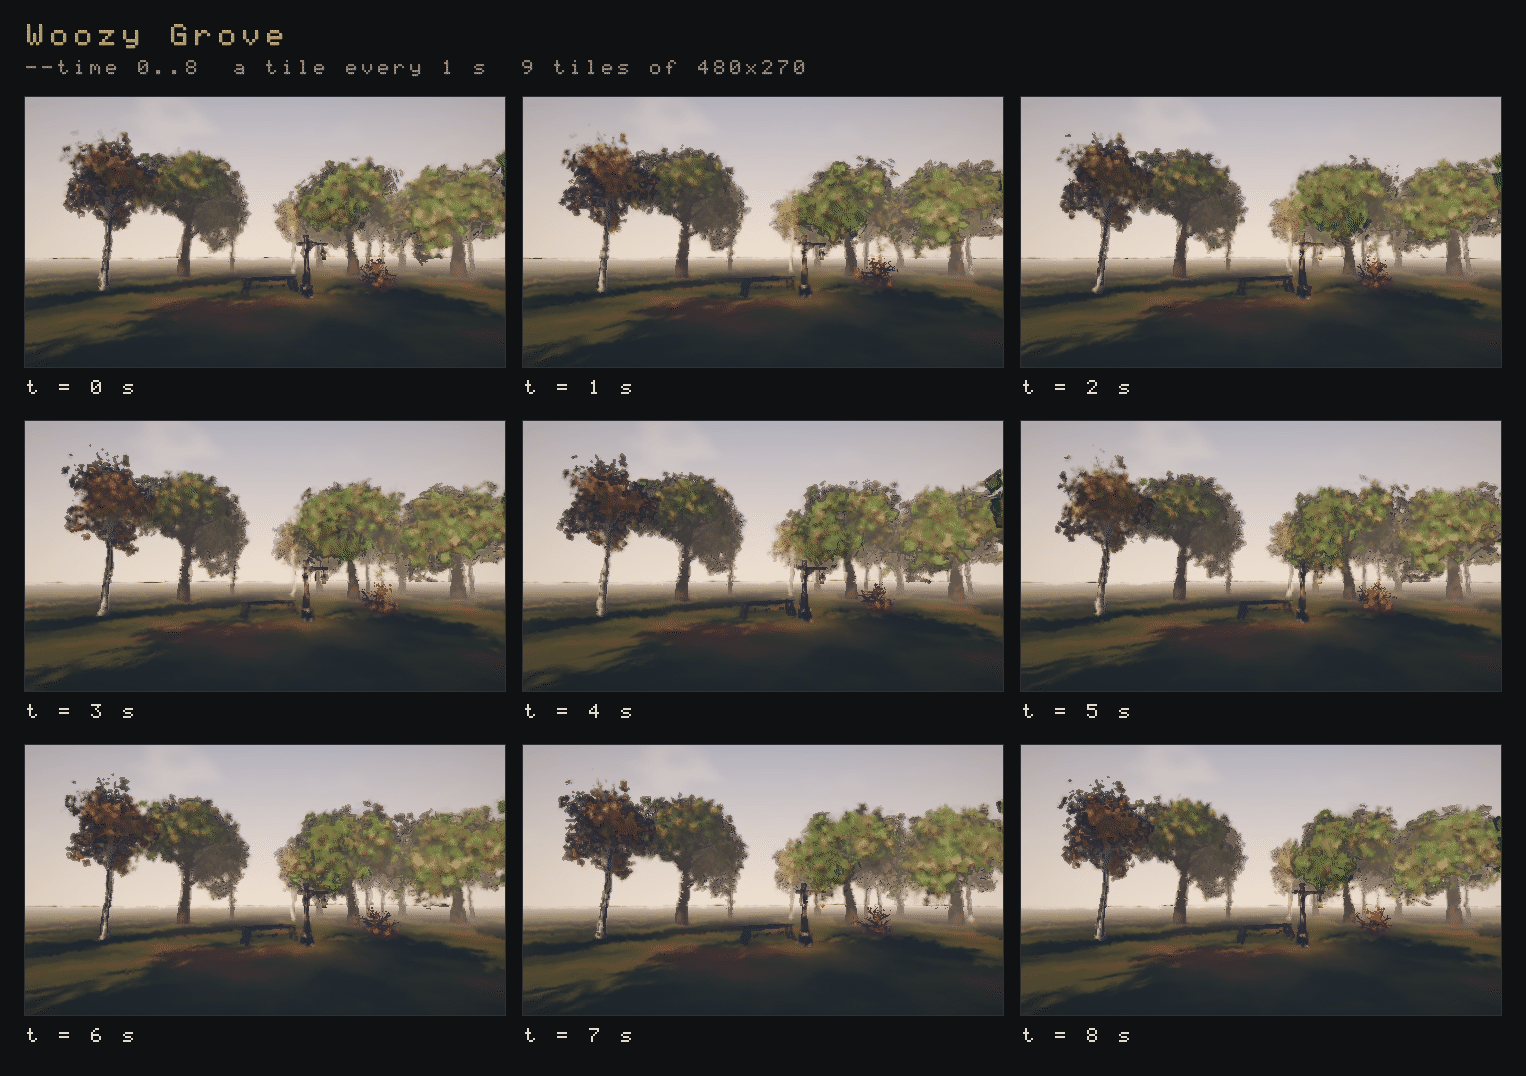 Woozy Grove
--time 0..8  a tile every 1 s  9 tiles of 480x270
t = 0 s
t = 1 s
t = 2 s
t = 3 s
t = 4 s
t = 5 s
t = 6 s
t = 7 s
t = 8 s